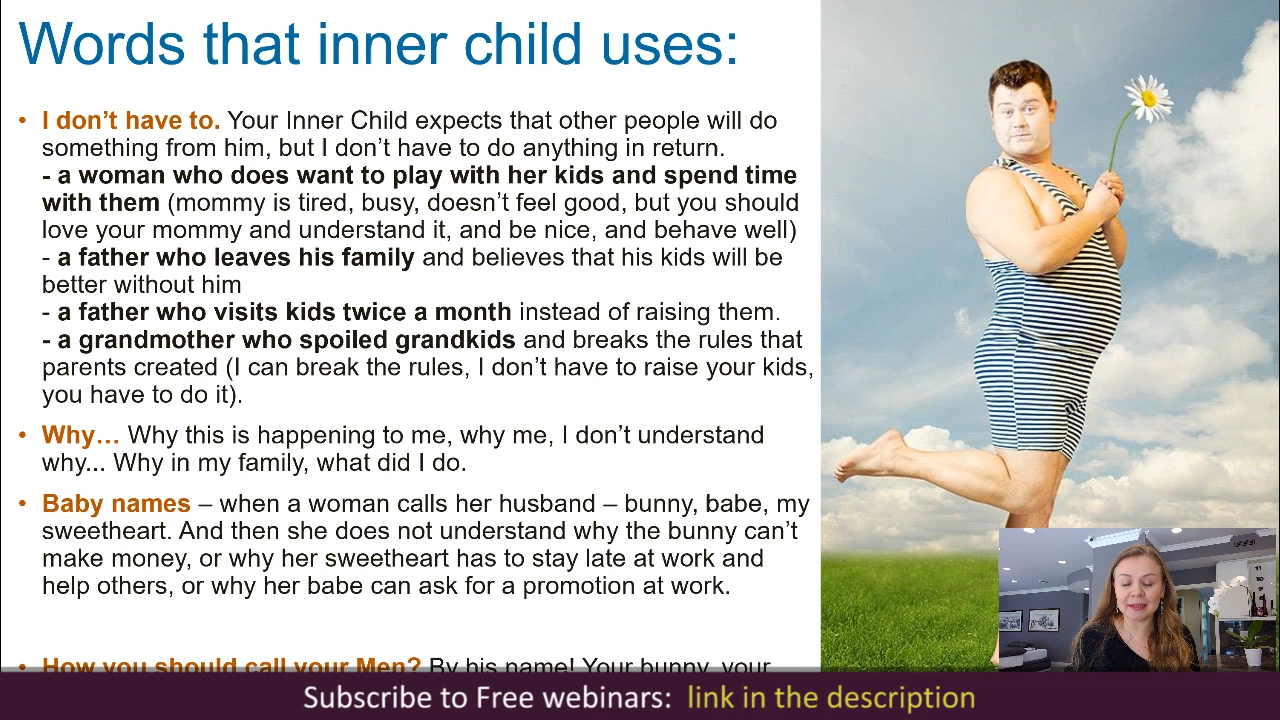 Words that inner child uses:
• I don't have to. Your Inner Child expects that other people will do
something from him, but I don't have to do anything in return.
- a woman who does want to play with her kids and spend time
with them (mommy is tired, busy, doesn't feel good, but you should
love your mommy and understand it, and be nice, and behave well)
- a father who leaves his family and believes that his kids will be
better without him
- a father who visits kids twice a month instead of raising them.
- a grandmother who spoiled grandkids and breaks the rules that
parents created (I can break the rules, I don't have to raise your kids,
you have to do it).
• Why… Why this is happening to me, why me, I don't understand
why... Why in my family, what did I do.
• Baby names – when a woman calls her husband – bunny, babe, my
sweetheart. And then she does not understand why the bunny can't
make money, or why her sweetheart has to stay late at work and
help others, or why her babe can ask for a promotion at work.
• How you should call your Men? By his name! Your bunny, your
Subscribe to Free webinars: link in the description